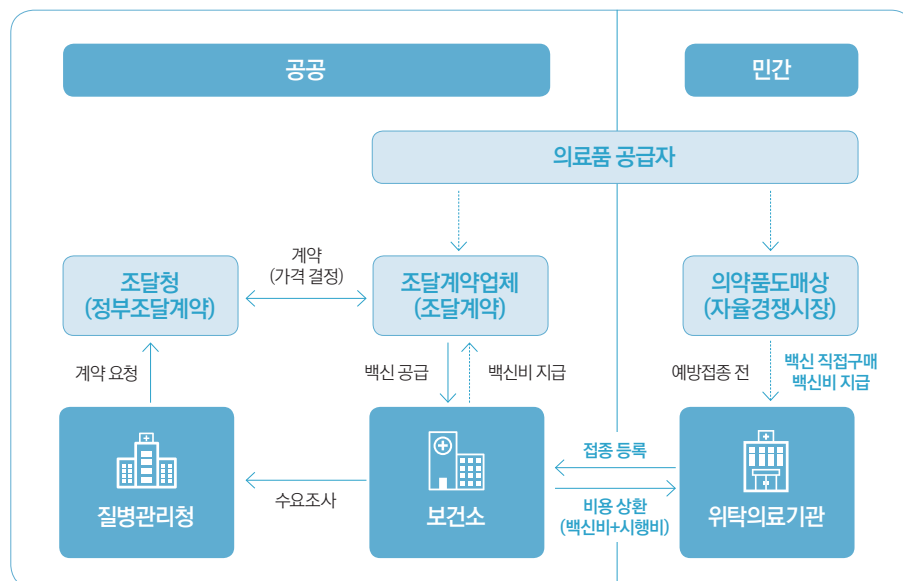 공공
민간
의료품 공급자
계약
(가격 결정)
조달청
(정부조달계약)
조달계약업체
(조달계약)
의약품도매상
(자율경쟁시장)
계약 요청
백신 공급
백신비 지급
예방접종 전
백신 직접구매
백신비 지급
질병관리청
수요조사
보건소
접종 등록
비용 상환
(백신비+시행비)
위탁의료기관